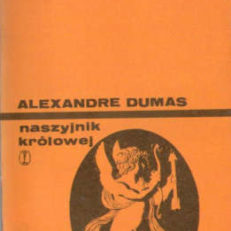 ALEXANDRE DUMAS
naszyjnik
królowej